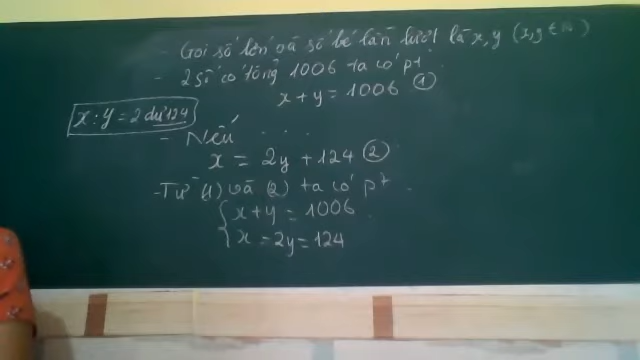 - Gọi số lớn và số bé lần lượt là x, y (x, y ∈ N)
- 2 số có tổng 1006 ta có pt
x + y = 1006 (1)
x : y = 2 dư 124
- Nếu . . .
x = 2y + 124 (2)
- Từ (1) và (2) ta có pt
{ x + y = 1006
{ x = 2y = 124